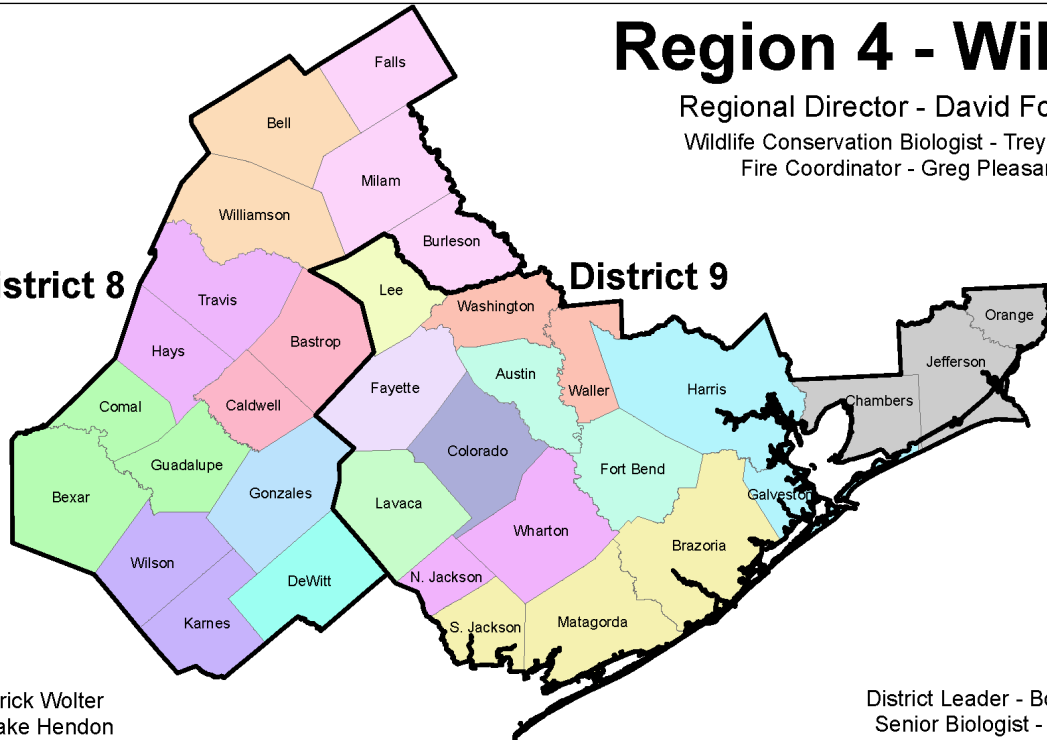 Region 4 - Wil
Regional Director - David Fo
Wildlife Conservation Biologist - Trey
Fire Coordinator - Greg Pleasar
Falls
Bell
Milam
Williamson
Burleson
istrict 8
District 9
Lee
Travis
Washington
Orange
Bastrop
Hays
Jefferson
Austin
Fayette
Waller
Harris
Chambers
Comal
Caldwell
Colorado
Guadalupe
Fort Bend
Bexar
Gonzales
Galveston
Lavaca
Wharton
Brazoria
Wilson
N. Jackson
DeWitt
Karnes
S. Jackson
Matagorda
rick Wolter
ake Hendon
District Leader - Bo
Senior Biologist -